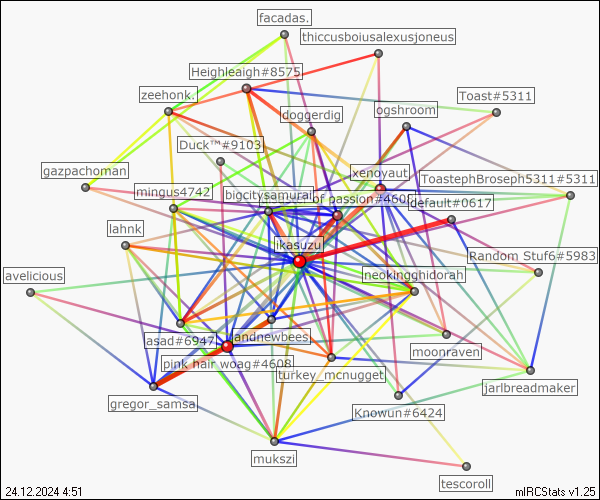 facadas.
thiccusboiusalexusjoneus
Heighleaigh#8575
zeehonk.
Toast#5311
doggerdig
ogshroom
Duck™#9103
gazpachoman
xenoyaut
ToastephBroseph5311#5311
mingus4742
bigcitysamurai
of passion#4608
default#0617
lahnk
ikasuzu
Random Stuf6#5983
avelicious
neokingghidorah
asad#6947
andnewbees
moonraven
pink hair woag#4608
turkey_mcnugget
jarlbreadmaker
gregor_samsa
Knowun#6424
mukszi
tescoroll
24.12.2024 4:51
mIRCStats v1.25